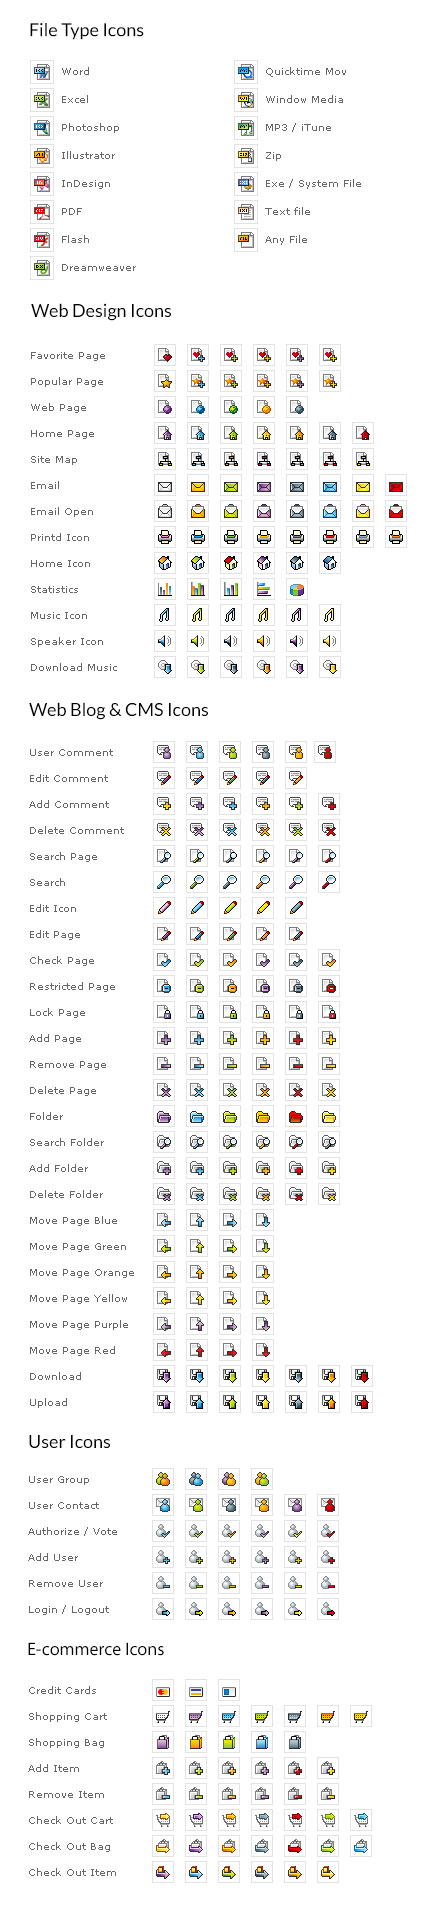 File Type Icons
Word
Excel
Photoshop
Illustrator
InDesign
PDF
Flash
Dreamweaver
Quicktime Mov
Window Media
MP3 / iTune
Zip
Exe / System File
Text file
Any File
Web Design Icons
Favorite Page
Popular Page
Web Page
Home Page
Site Map
Email
Email Open
Printd Icon
Home Icon
Statistics
Music Icon
Speaker Icon
Download Music
Web Blog & CMS Icons
User Comment
Edit Comment
Add Comment
Delete Comment
Search Page
Search
Edit Icon
Edit Page
Check Page
Restricted Page
Lock Page
Add Page
Remove Page
Delete Page
Folder
Search Folder
Add Folder
Delete Folder
Move Page Blue
Move Page Green
Move Page Orange
Move Page Yellow
Move Page Purple
Move Page Red
Download
Upload
User Icons
User Group
User Contact
Authorize / Vote
Add User
Remove User
Login / Logout
E-commerce Icons
Credit Cards
Shopping Cart
Shopping Bag
Add Item
Remove Item
Check Out Cart
Check Out Bag
Check Out Item